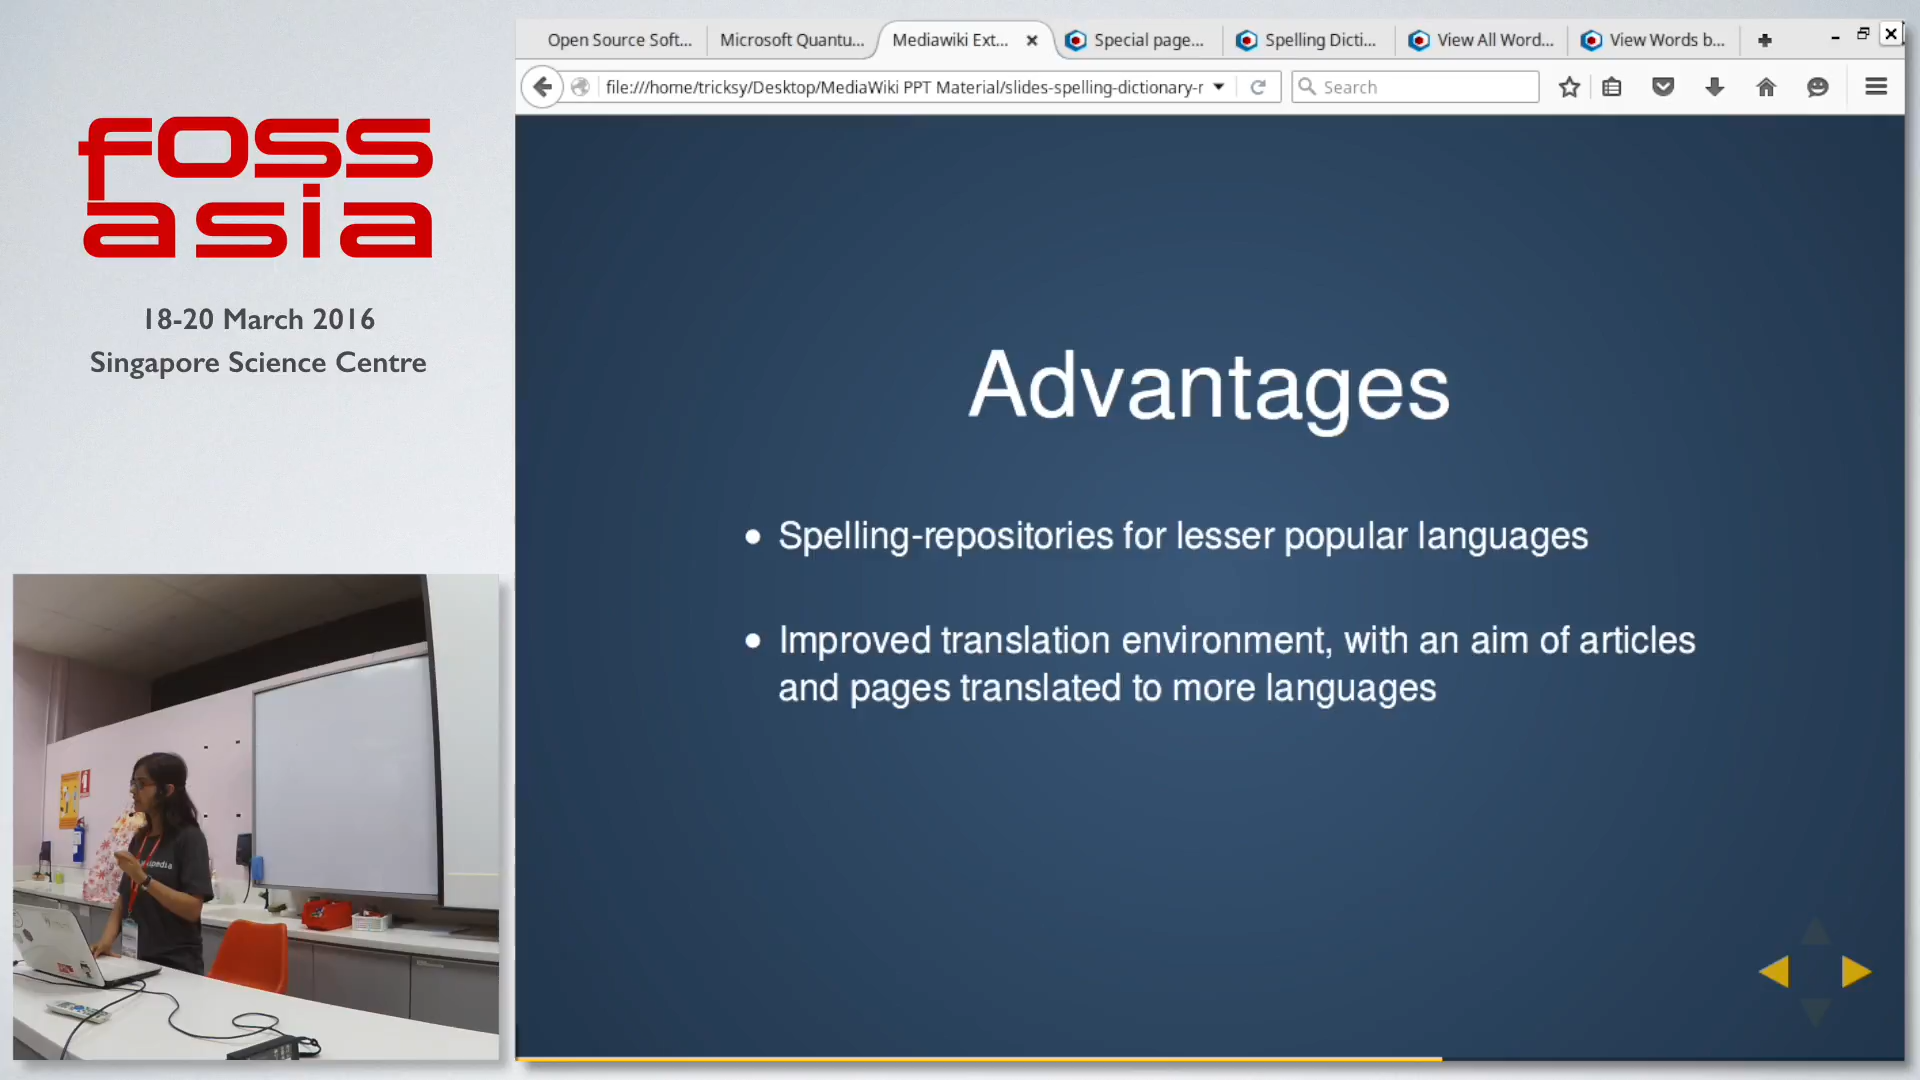 foss
asia
18-20 March 2016
Singapore Science Centre
Open Source Soft...
Microsoft Quantu...
Mediawiki Ext...
Special page...
Spelling Dicti...
View All Word...
View Words b...
file:///home/tricksy/Desktop/MediaWiki PPT Material/slides-spelling-dictionary-r
Search
Advantages
• Spelling-repositories for lesser popular languages
• Improved translation environment, with an aim of articles
and pages translated to more languages